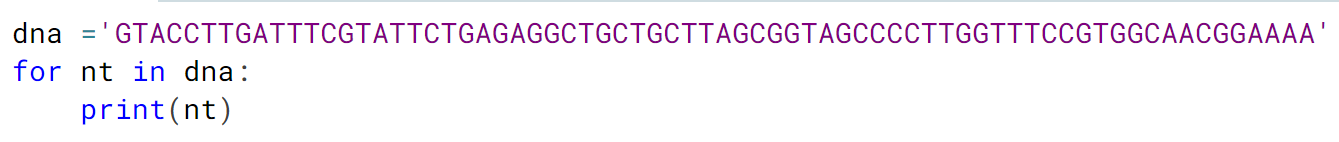 dna ='GTACCTTGATTTCGTATTCTGAGAGGCTGCTGCTTAGCGGTAGCCCCTTGGTTTCCGTGGCAACGGAAAA'
for nt in dna:
    print(nt)